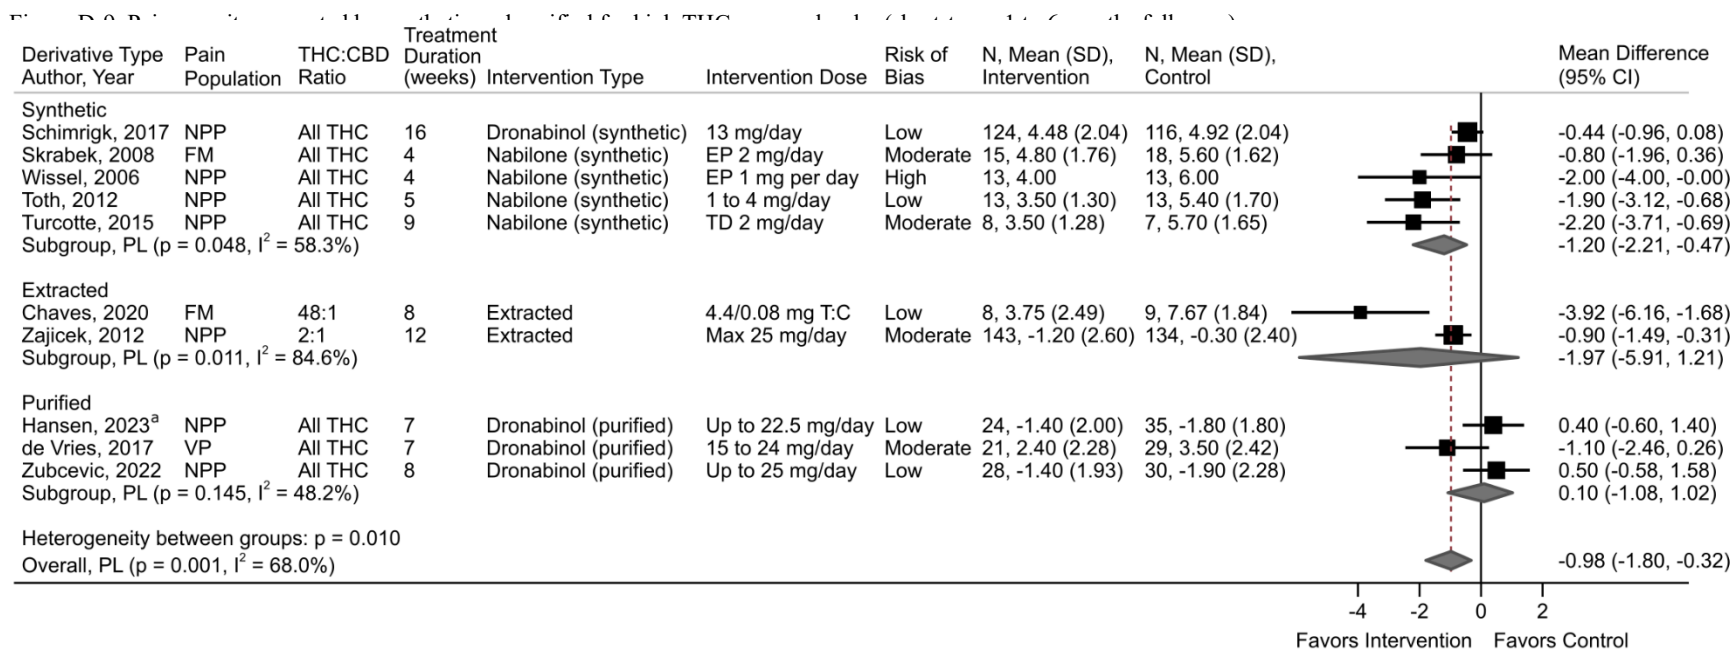 Derivative Type Author, Year Pain Population THC:CBD Ratio Treatment Duration (weeks) Intervention Type Intervention Dose Risk of Bias N, Mean (SD), Intervention N, Mean (SD), Control Mean Difference (95% CI)
Synthetic
Schimrigk, 2017 NPP All THC 16 Dronabinol (synthetic) 13 mg/day Low 124, 4.48 (2.04) 116, 4.92 (2.04) -0.44 (-0.96, 0.08)
Skrabek, 2008 FM All THC 4 Nabilone (synthetic) EP 2 mg/day Moderate 15, 4.80 (1.76) 18, 5.60 (1.62) -0.80 (-1.96, 0.36)
Wissel, 2006 NPP All THC 4 Nabilone (synthetic) EP 1 mg per day High 13, 4.00 13, 6.00 -2.00 (-4.00, -0.00)
Toth, 2012 NPP All THC 5 Nabilone (synthetic) 1 to 4 mg/day Low 13, 3.50 (1.30) 13, 5.40 (1.70) -1.90 (-3.12, -0.68)
Turcotte, 2015 NPP All THC 9 Nabilone (synthetic) TD 2 mg/day Moderate 8, 3.50 (1.28) 7, 5.70 (1.65) -2.20 (-3.71, -0.69)
Subgroup, PL (p = 0.048, I² = 58.3%) -1.20 (-2.21, -0.47)
Extracted
Chaves, 2020 FM 48:1 8 Extracted 4.4/0.08 mg T:C Low 8, 3.75 (2.49) 9, 7.67 (1.84) -3.92 (-6.16, -1.68)
Zajicek, 2012 NPP 2:1 12 Extracted Max 25 mg/day Moderate 143, -1.20 (2.60) 134, -0.30 (2.40) -0.90 (-1.49, -0.31)
Subgroup, PL (p = 0.011, I² = 84.6%) -1.97 (-5.91, 1.21)
Purified
Hansen, 2023ᵃ NPP All THC 7 Dronabinol (purified) Up to 22.5 mg/day Low 24, -1.40 (2.00) 35, -1.80 (1.80) 0.40 (-0.60, 1.40)
de Vries, 2017 VP All THC 7 Dronabinol (purified) 15 to 24 mg/day Moderate 21, 2.40 (2.28) 29, 3.50 (2.42) -1.10 (-2.46, 0.26)
Zubcevic, 2022 NPP All THC 8 Dronabinol (purified) Up to 25 mg/day Low 28, -1.40 (1.93) 30, -1.90 (2.28) 0.50 (-0.58, 1.58)
Subgroup, PL (p = 0.145, I² = 48.2%) 0.10 (-1.08, 1.02)
Heterogeneity between groups: p = 0.010
Overall, PL (p = 0.001, I² = 68.0%) -0.98 (-1.80, -0.32)
-4 -2 0 2
Favors Intervention Favors Control